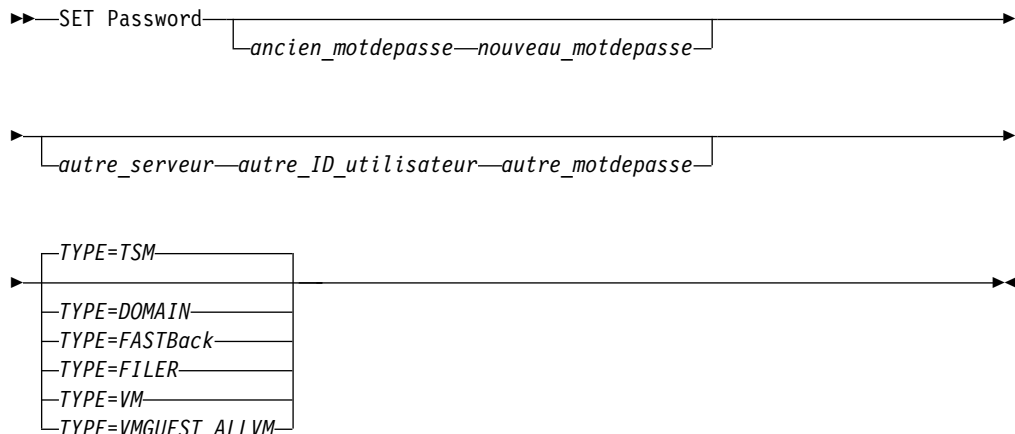 SET Password
ancien_motdepasse nouveau_motdepasse
autre_serveur autre_ID_utilisateur autre_motdepasse
TYPE=TSM
TYPE=DOMAIN
TYPE=FASTBack
TYPE=FILER
TYPE=VM
TYPE=VMGUEST ALLVM